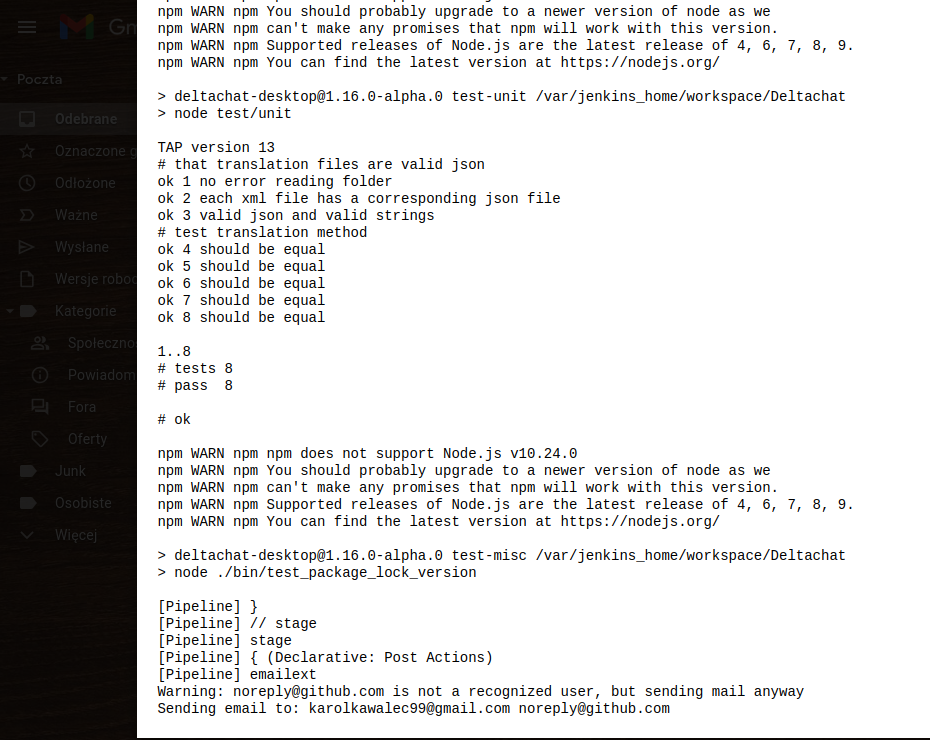 Gn
Poczta
Odebrane
Oznaczone g
Odłożone
Ważne
Wysłane
Wersje roboc
Kategorie
Społeczno
Powiadom
Fora
Oferty
Junk
Osobiste
Więcej
npm WARN npm You should probably upgrade to a newer version of node as we
npm WARN npm can't make any promises that npm will work with this version.
npm WARN npm Supported releases of Node.js are the latest release of 4, 6, 7, 8, 9.
npm WARN npm You can find the latest version at https://nodejs.org/
> deltachat-desktop@1.16.0-alpha.0 test-unit /var/jenkins_home/workspace/Deltachat
> node test/unit
TAP version 13
# that translation files are valid json
ok 1 no error reading folder
ok 2 each xml file has a corresponding json file
ok 3 valid json and valid strings
# test translation method
ok 4 should be equal
ok 5 should be equal
ok 6 should be equal
ok 7 should be equal
ok 8 should be equal
1..8
# tests 8
# pass  8
# ok
npm WARN npm npm does not support Node.js v10.24.0
npm WARN npm You should probably upgrade to a newer version of node as we
npm WARN npm can't make any promises that npm will work with this version.
npm WARN npm Supported releases of Node.js are the latest release of 4, 6, 7, 8, 9.
npm WARN npm You can find the latest version at https://nodejs.org/
> deltachat-desktop@1.16.0-alpha.0 test-misc /var/jenkins_home/workspace/Deltachat
> node ./bin/test_package_lock_version
[Pipeline] }
[Pipeline] // stage
[Pipeline] stage
[Pipeline] { (Declarative: Post Actions)
[Pipeline] emailext
Warning: noreply@github.com is not a recognized user, but sending mail anyway
Sending email to: karolkawalec99@gmail.com noreply@github.com